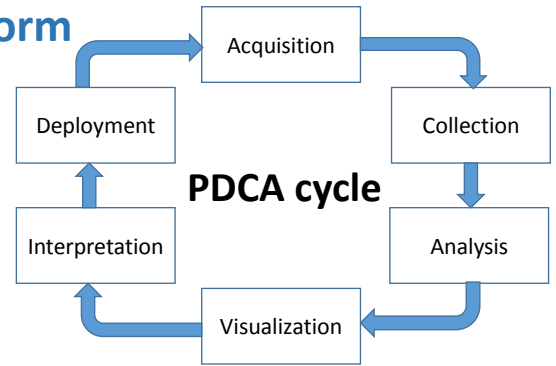 orm
Acquisition
Deployment
Collection
PDCA cycle
Interpretation
Analysis
Visualization